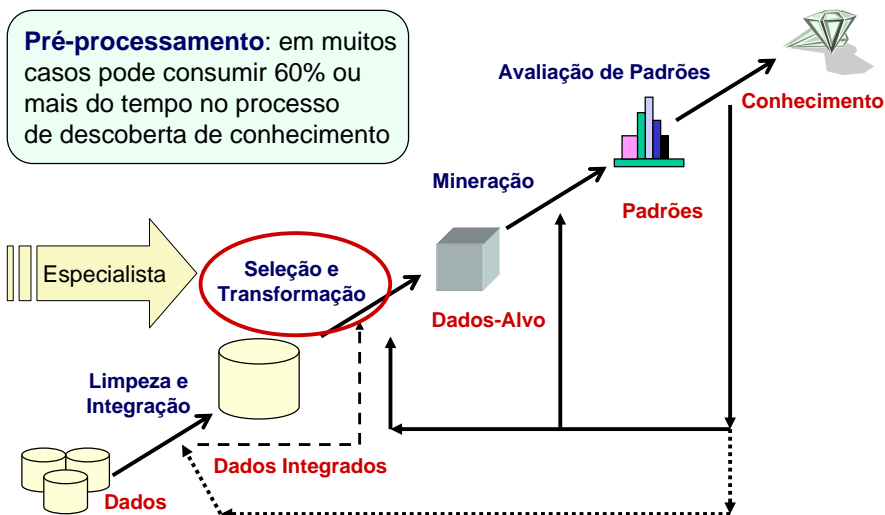 Pré-processamento: em muitos
casos pode consumir 60% ou
mais do tempo no processo
de descoberta de conhecimento
Avaliação de Padrões
Conhecimento
Mineração
Padrões
Especialista
Seleção e
Transformação
Dados-Alvo
Limpeza e
Integração
Dados Integrados
Dados